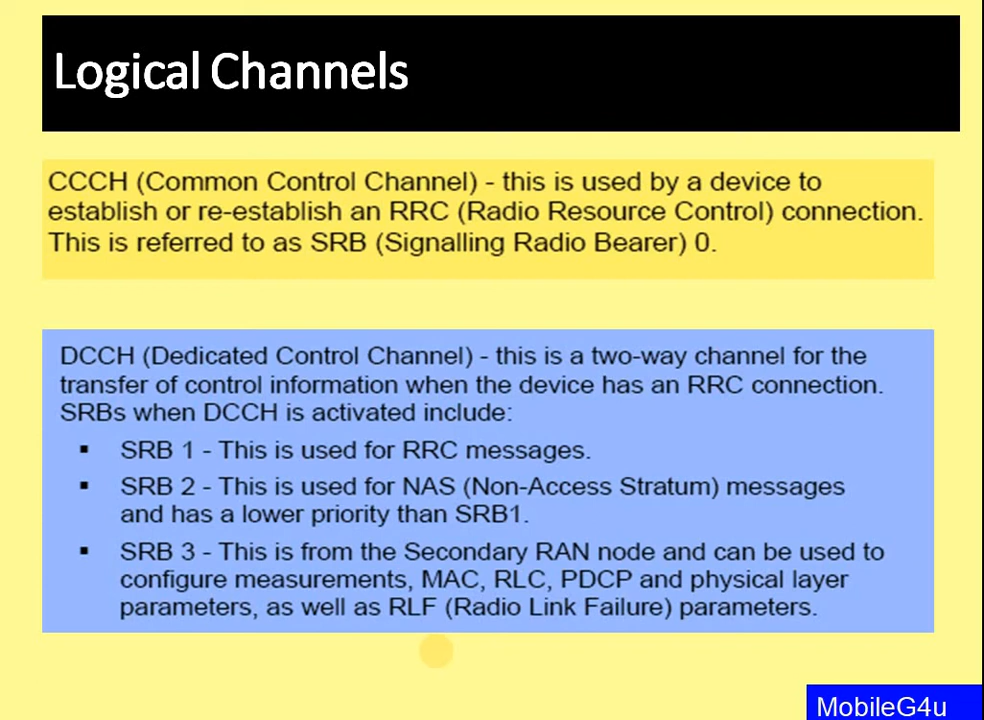 Logical Channels
CCCH (Common Control Channel) - this is used by a device to
establish or re-establish an RRC (Radio Resource Control) connection.
This is referred to as SRB (Signalling Radio Bearer) 0.
DCCH (Dedicated Control Channel) - this is a two-way channel for the
transfer of control information when the device has an RRC connection.
SRBs when DCCH is activated include:
▪ SRB 1 - This is used for RRC messages.
▪ SRB 2 - This is used for NAS (Non-Access Stratum) messages
and has a lower priority than SRB1.
▪ SRB 3 - This is from the Secondary RAN node and can be used to
configure measurements, MAC, RLC, PDCP and physical layer
parameters, as well as RLF (Radio Link Failure) parameters.
MobileG4u